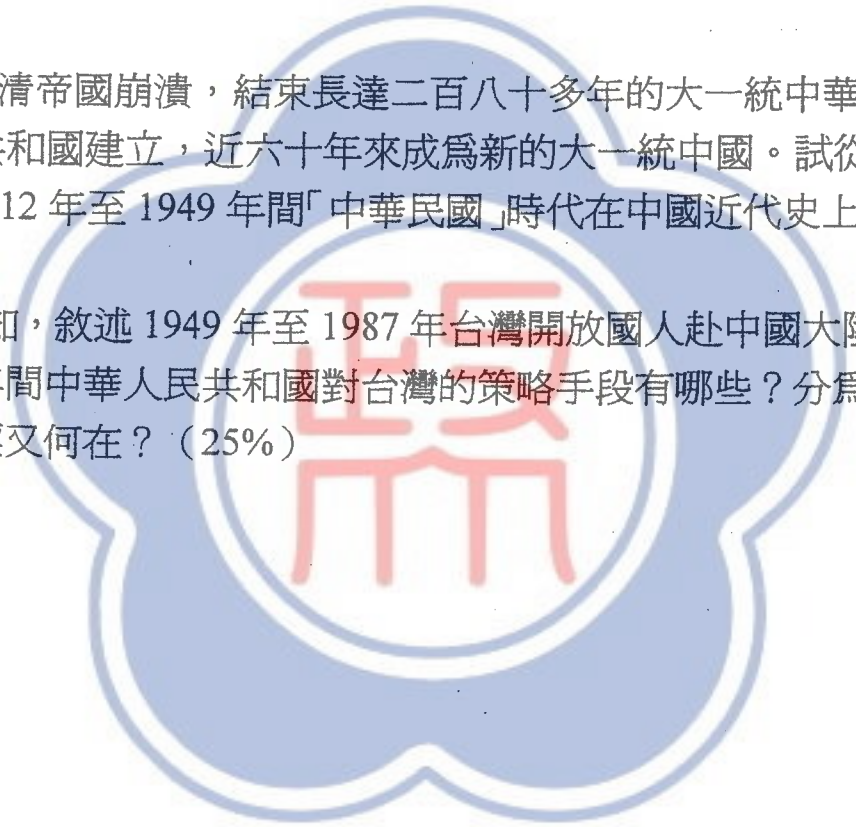 清帝國崩潰，結束長達二百八十多年的大一統中華
共和國建立，近六十年來成爲新的大一統中國。試從
12 年至 1949 年間「中華民國」時代在中國近代史上
知，敘述 1949 年至 1987 年台灣開放國人赴中國大陸
年間中華人民共和國對台灣的策略手段有哪些？分爲
又何在？（25%）
政
大